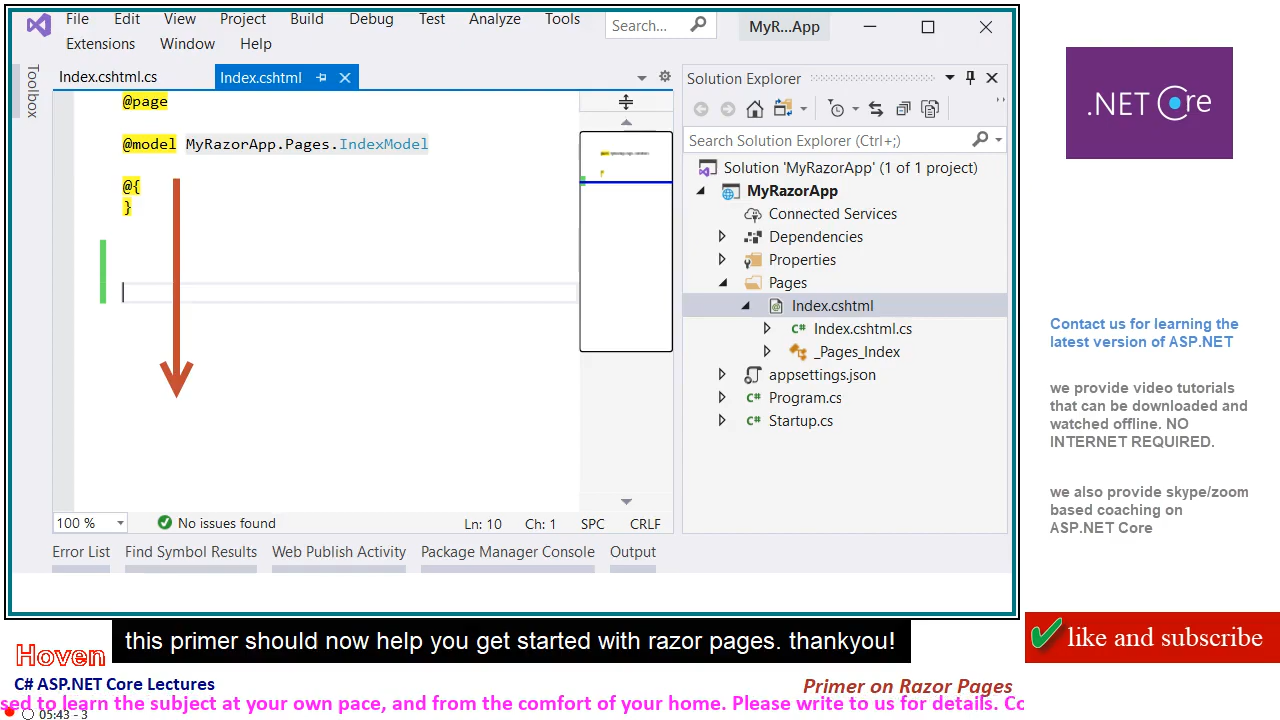 File Edit View Project Build Debug Test Analyze Tools
Search...
MyR...App
Extensions Window Help
Toolbox
Index.cshtml.cs
Index.cshtml
@page
@model MyRazorApp.Pages.IndexModel
@{
}
100 %
No issues found
Ln: 10 Ch: 1 SPC CRLF
Error List Find Symbol Results Web Publish Activity Package Manager Console Output
Solution Explorer
Search Solution Explorer (Ctrl+;)
Solution 'MyRazorApp' (1 of 1 project)
MyRazorApp
Connected Services
Dependencies
Properties
Pages
Index.cshtml
C# Index.cshtml.cs
_Pages_Index
appsettings.json
C# Program.cs
C# Startup.cs
.NET Core
Contact us for learning the
latest version of ASP.NET
we provide video tutorials
that can be downloaded and
watched offline. NO
INTERNET REQUIRED.
we also provide skype/zoom
based coaching on
ASP.NET Core
like and subscribe
this primer should now help you get started with razor pages. thankyou!
Hoven
C# ASP.NET Core Lectures
Primer on Razor Pages
sed to learn the subject at your own pace, and from the comfort of your home. Please write to us for details. Co
05:43 - 3